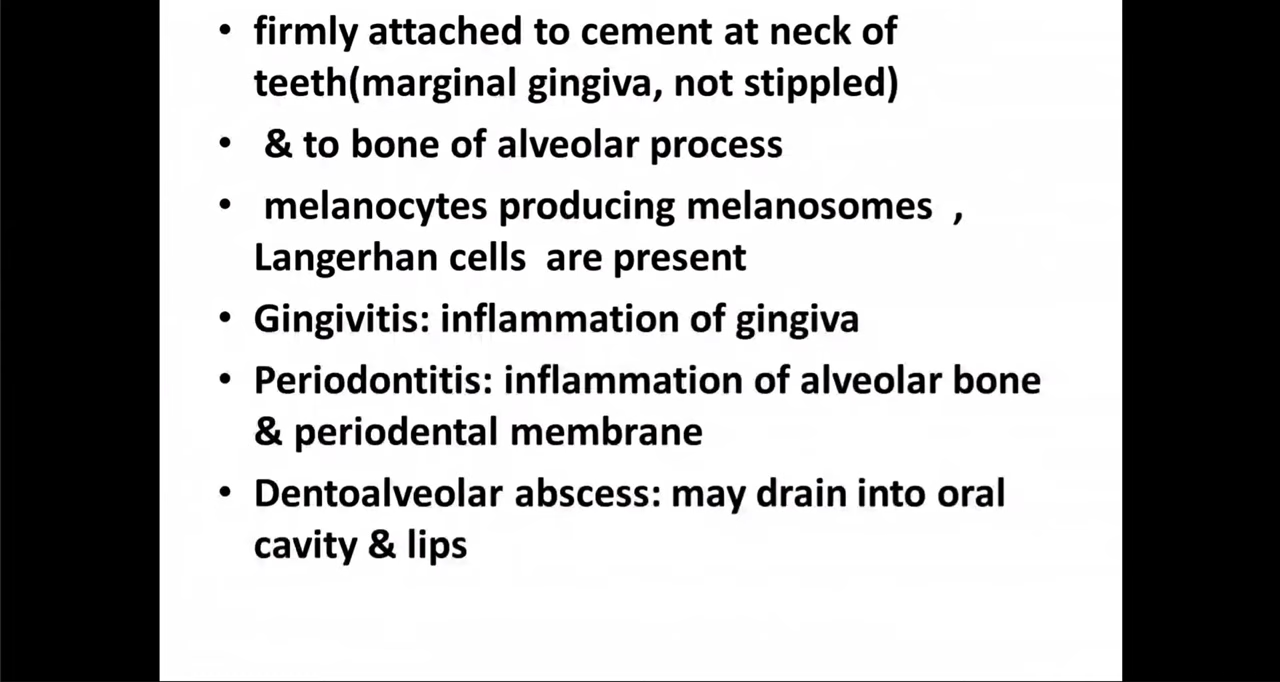 • firmly attached to cement at neck of
teeth(marginal gingiva, not stippled)
• & to bone of alveolar process
• melanocytes producing melanosomes ,
Langerhan cells are present
• Gingivitis: inflammation of gingiva
• Periodontitis: inflammation of alveolar bone
& periodental membrane
• Dentoalveolar abscess: may drain into oral
cavity & lips